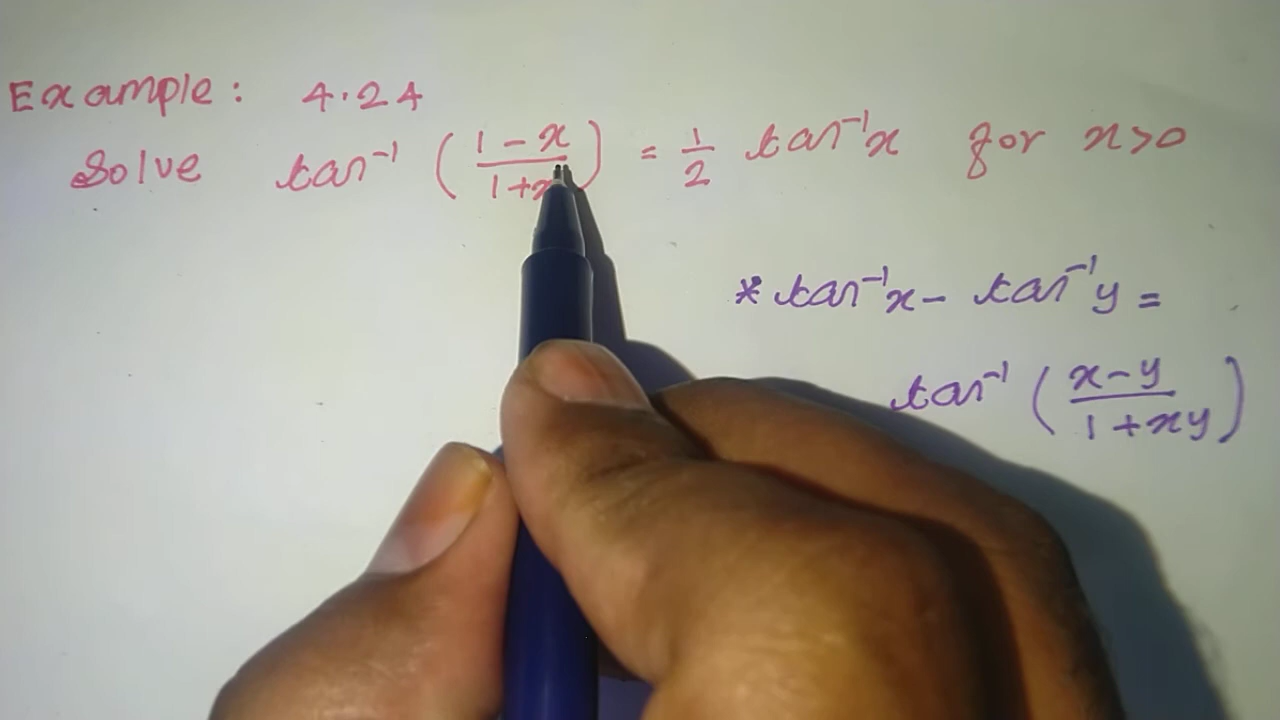 Example: 4.24
Solve tan⁻¹ (1-x/1+x) = 1/2 tan⁻¹x for x>0
* tan⁻¹x - tan⁻¹y =
tan⁻¹ (x-y/1+xy)